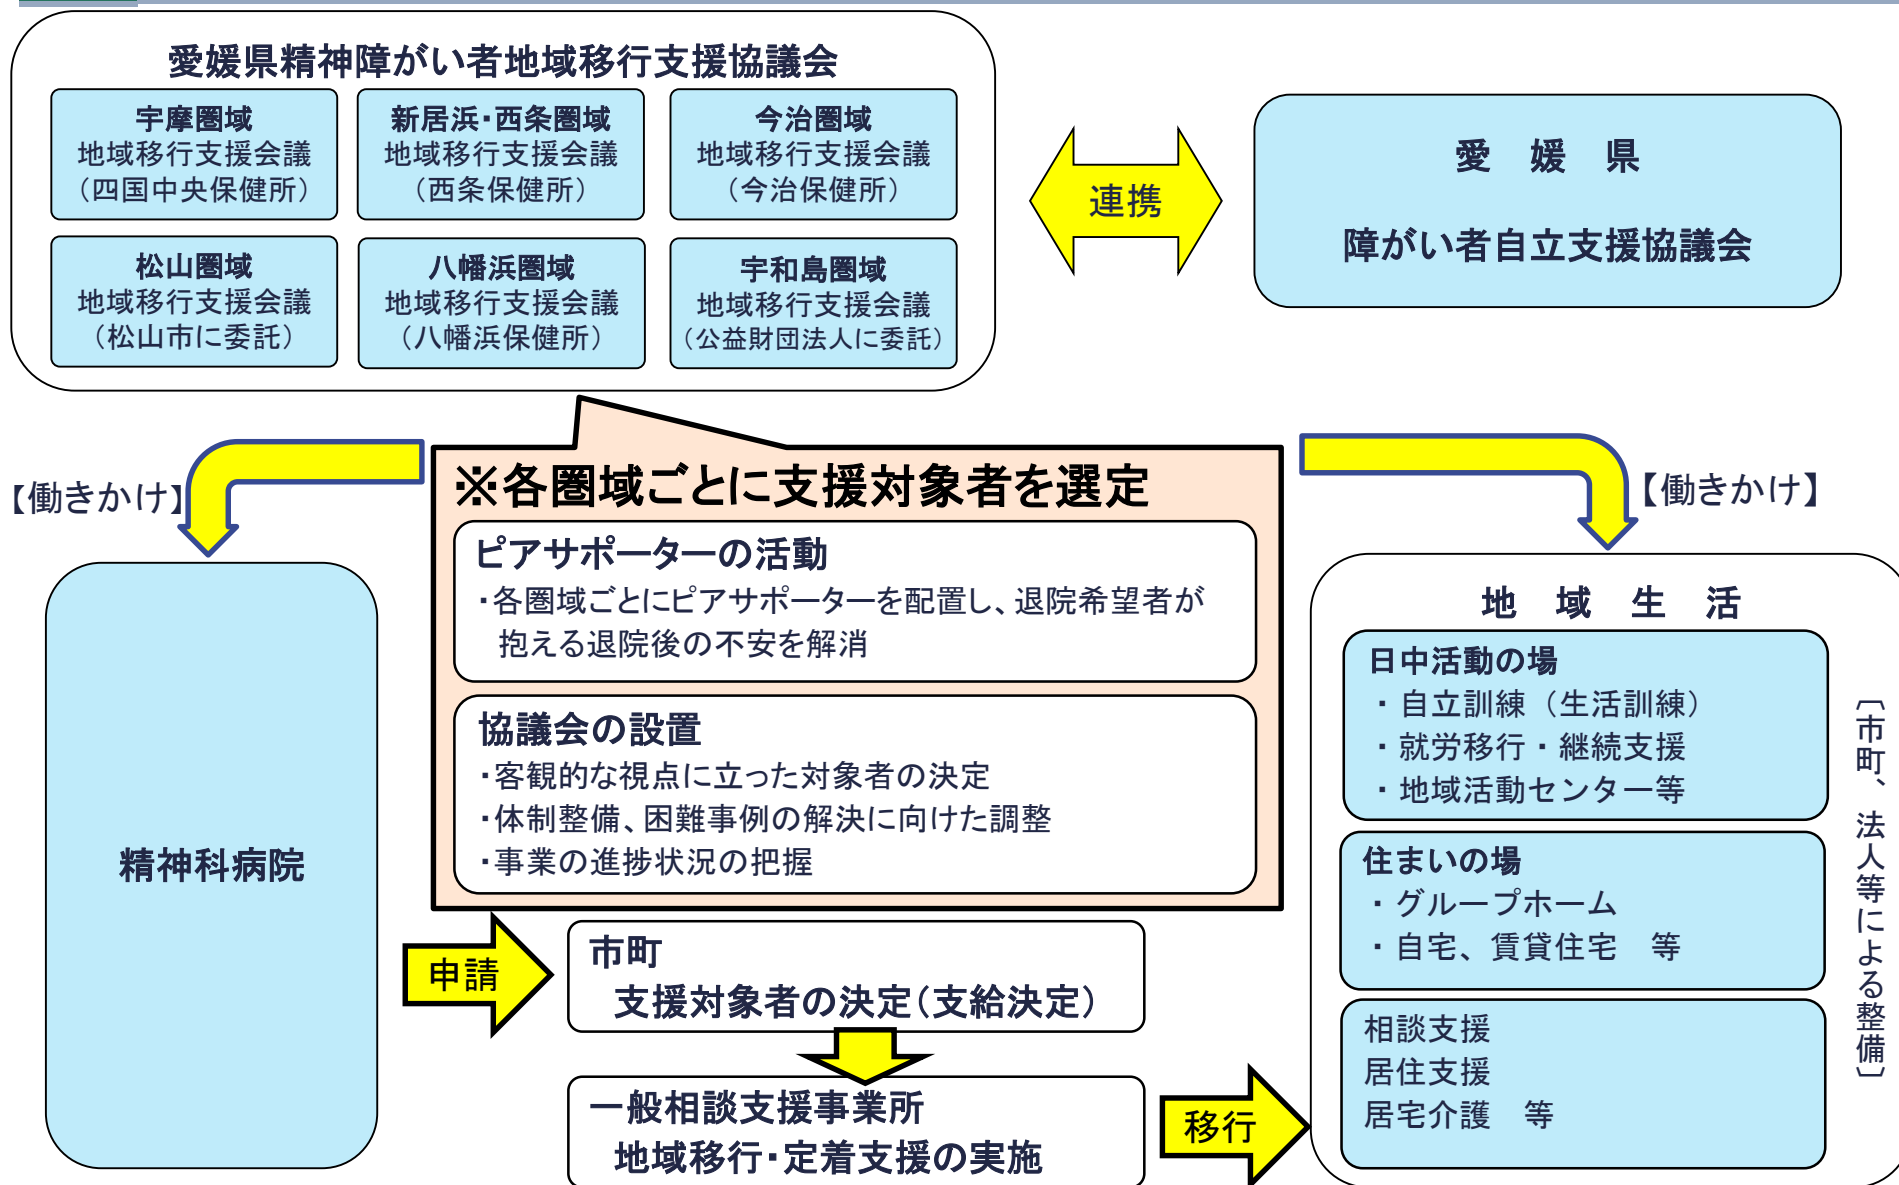 愛媛県精神障がい者地域移行支援協議会
宇摩圏域
地域移行支援会議
（四国中央保健所）
新居浜・西条圏域
地域移行支援会議
（西条保健所）
今治圏域
地域移行支援会議
（今治保健所）
松山圏域
地域移行支援会議
（松山市に委託）
八幡浜圏域
地域移行支援会議
（八幡浜保健所）
宇和島圏域
地域移行支援会議
（公益財団法人に委託）
連携
愛　媛　県
障がい者自立支援協議会
【働きかけ】
※各圏域ごとに支援対象者を選定
ピアサポーターの活動
・各圏域ごとにピアサポーターを配置し、退院希望者が
抱える退院後の不安を解消
協議会の設置
・客観的な視点に立った対象者の決定
・体制整備、困難事例の解決に向けた調整
・事業の進捗状況の把握
【働きかけ】
精神科病院
申請
市町
支援対象者の決定（支給決定）
一般相談支援事業所
地域移行・定着支援の実施
移行
地　域　生　活
日中活動の場
・自立訓練（生活訓練）
・就労移行・継続支援
・地域活動センター等
住まいの場
・グループホーム
・自宅、賃貸住宅　等
相談支援
居住支援
居宅介護　等
〔市町、法人等による整備〕